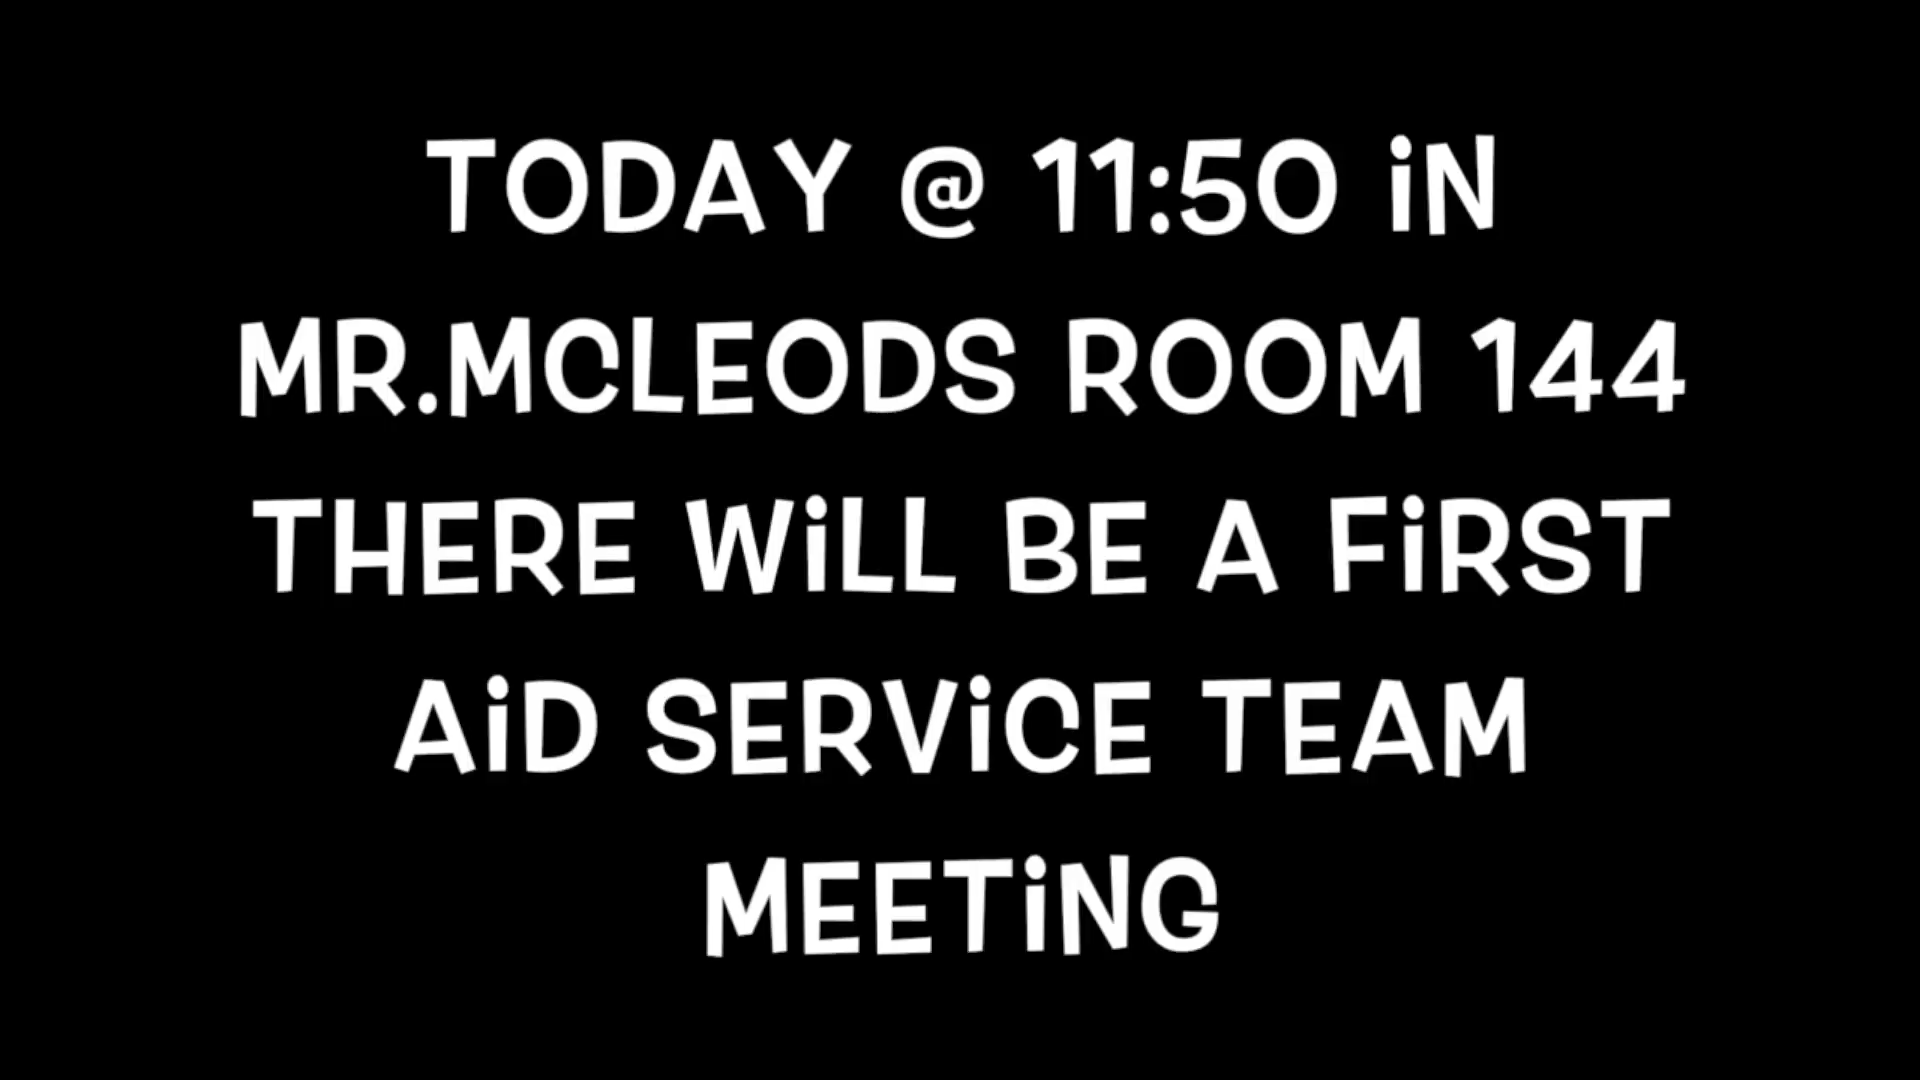 TODAY @ 11:50 iN
MR.MCLEODS ROOM 144
THERE WiLL BE A FiRST
AiD SERViCE TEAM
MEETiNG